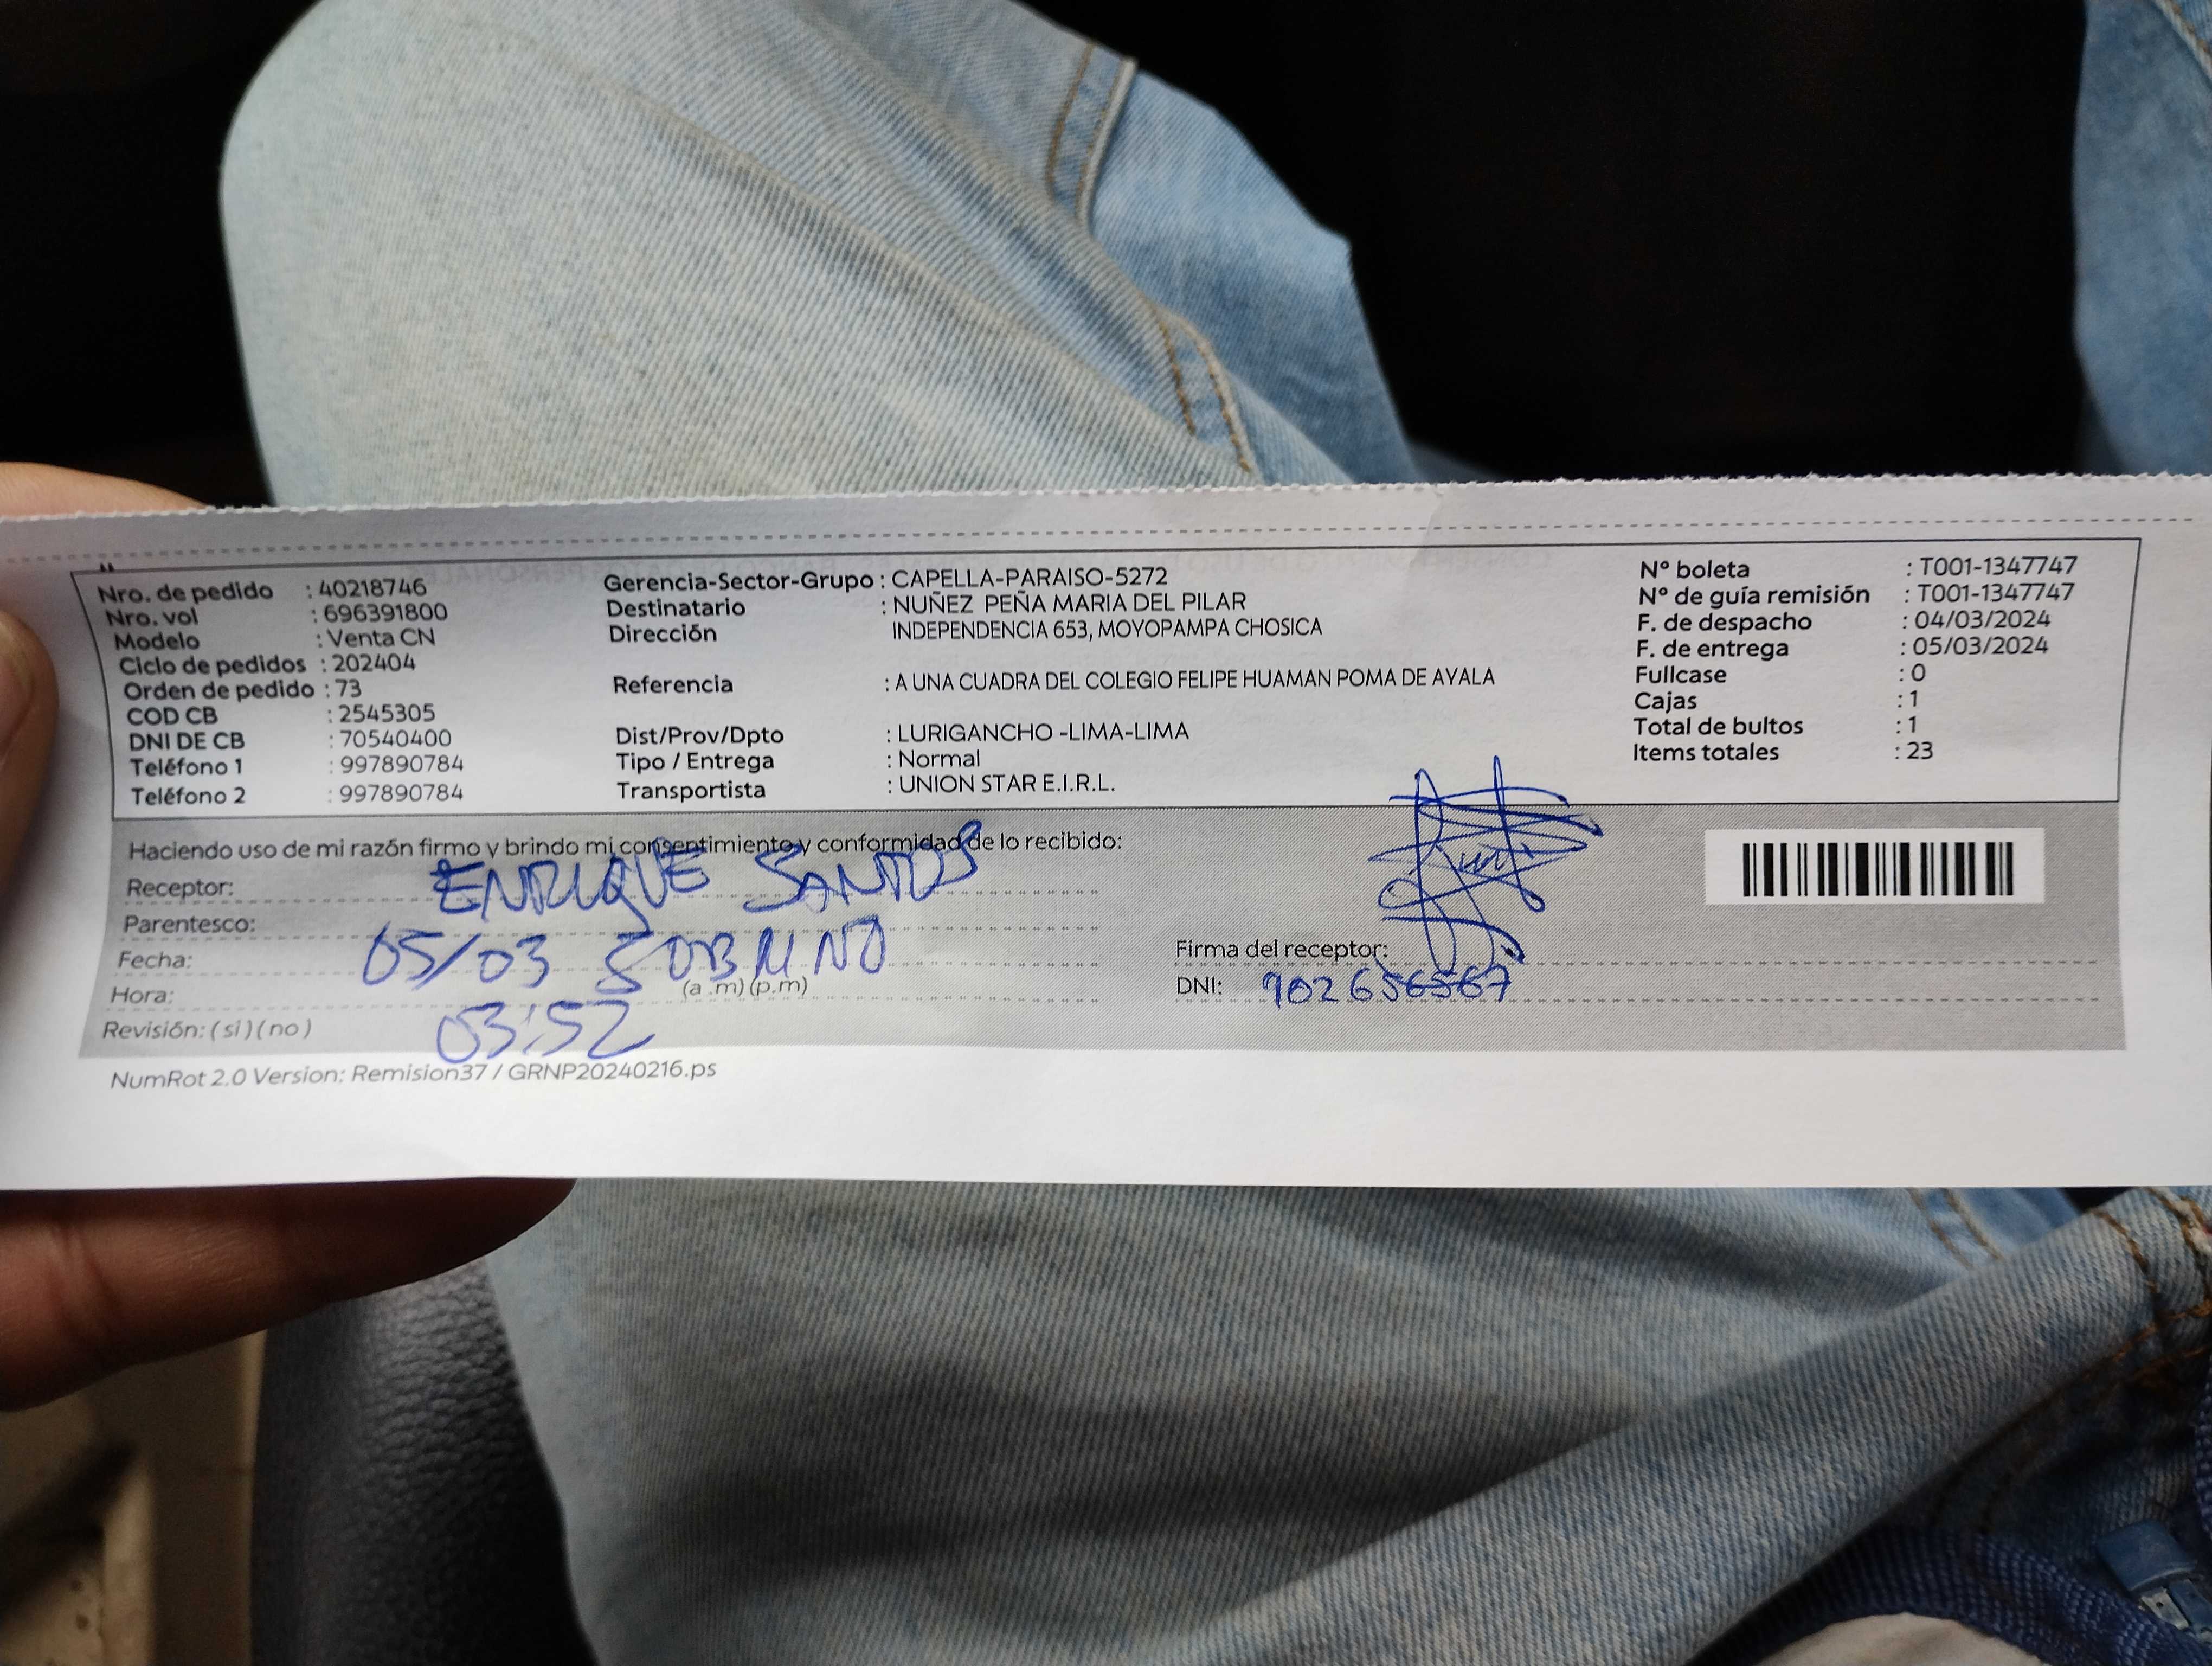 Nro. de pedido : 40218746
Nro. vol : 696391800
Modelo : Venta CN
Ciclo de pedidos : 202404
Orden de pedido : 73
COD CB : 2545305
DNI DE CB : 70540400
Teléfono 1 : 997890784
Teléfono 2 : 997890784
Gerencia-Sector-Grupo : CAPELLA-PARAISO-5272
Destinatario : NUÑEZ PEÑA MARIA DEL PILAR
Dirección INDEPENDENCIA 653, MOYOPAMPA CHOSICA
Referencia : A UNA CUADRA DEL COLEGIO FELIPE HUAMAN POMA DE AYALA
Dist/Prov/Dpto : LURIGANCHO -LIMA-LIMA
Tipo / Entrega : Normal
Transportista : UNION STAR E.I.R.L.
N° boleta : T001-1347747
N° de guía remisión : T001-1347747
F. de despacho : 04/03/2024
F. de entrega : 05/03/2024
Fullcase : 0
Cajas : 1
Total de bultos : 1
Items totales : 23
Haciendo uso de mi razón firmo y brindo mi consentimiento y conformidad de lo recibido:
Receptor: ENRIQUE SANTOS
Parentesco:
Fecha: 05/03 SOBRINO
Hora: (a .m) (p.m)
03:52
Revisión: ( si ) ( no )
Firma del receptor:
DNI: 902656567
NumRot 2.0 Version: Remision37 / GRNP20240216.ps